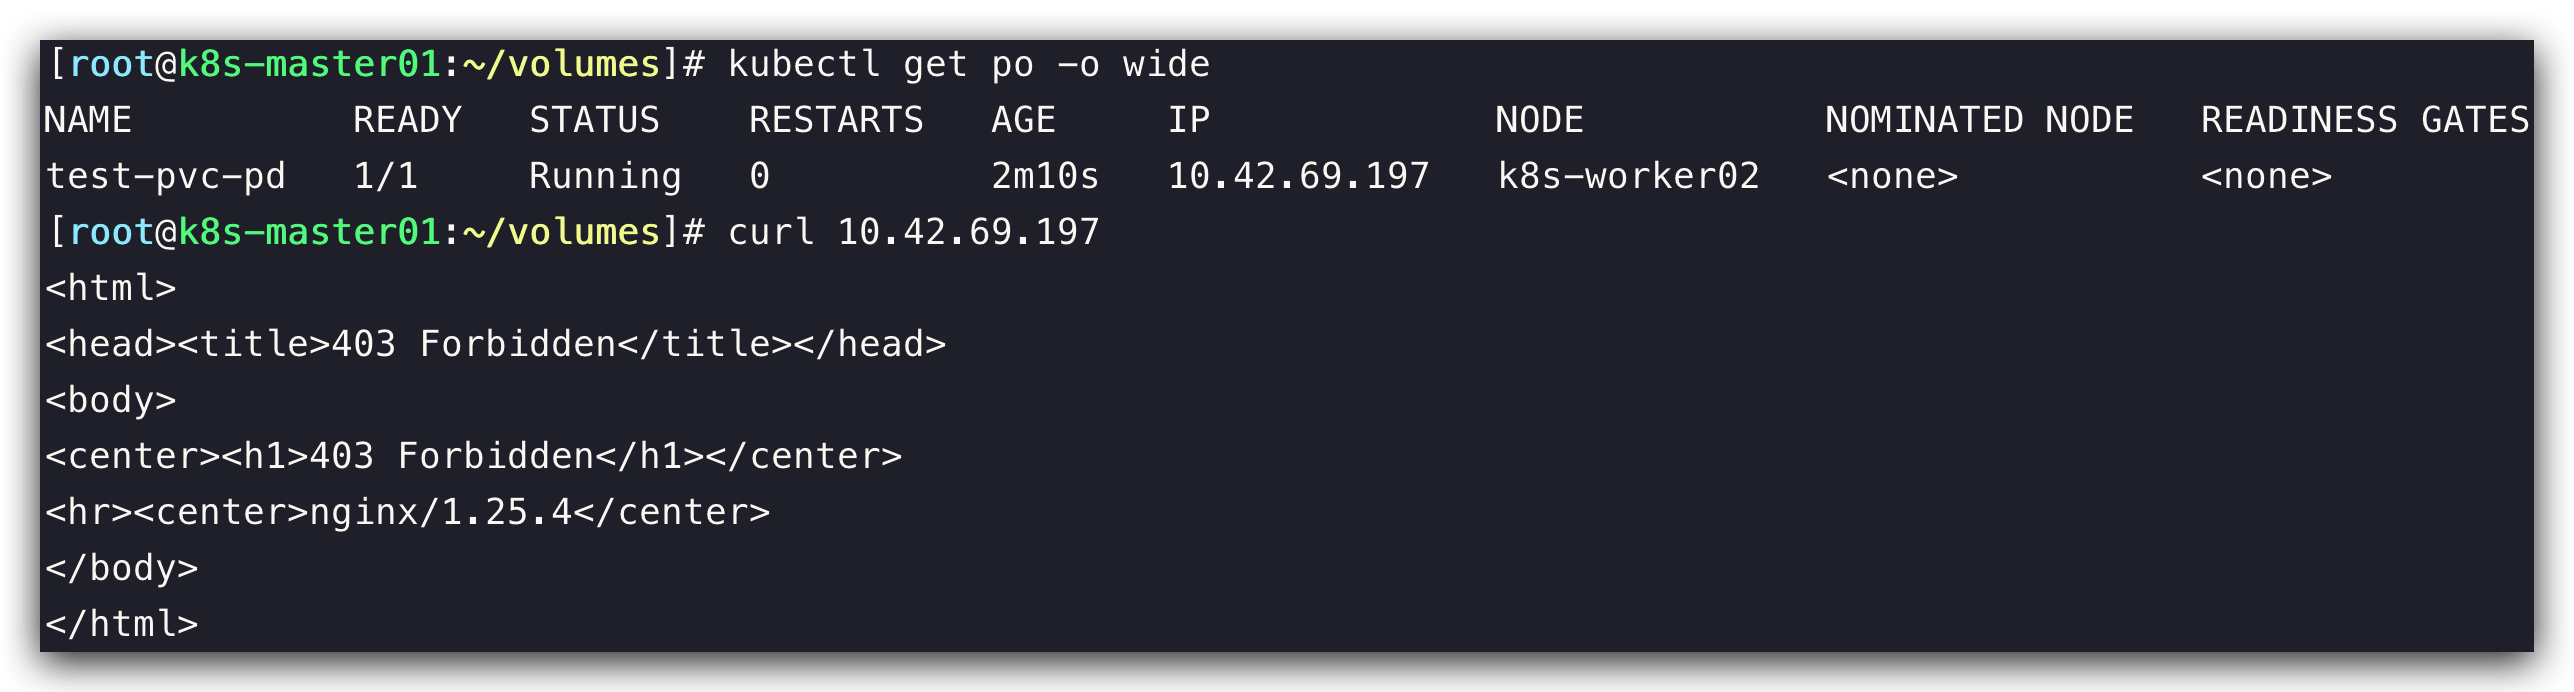 [root@k8s-master01:~/volumes]# kubectl get po -o wide
NAME          READY   STATUS    RESTARTS   AGE     IP             NODE           NOMINATED NODE   READINESS GATES
test-pvc-pd   1/1     Running   0          2m10s   10.42.69.197   k8s-worker02   <none>           <none>
[root@k8s-master01:~/volumes]# curl 10.42.69.197
<html>
<head><title>403 Forbidden</title></head>
<body>
<center><h1>403 Forbidden</h1></center>
<hr><center>nginx/1.25.4</center>
</body>
</html>